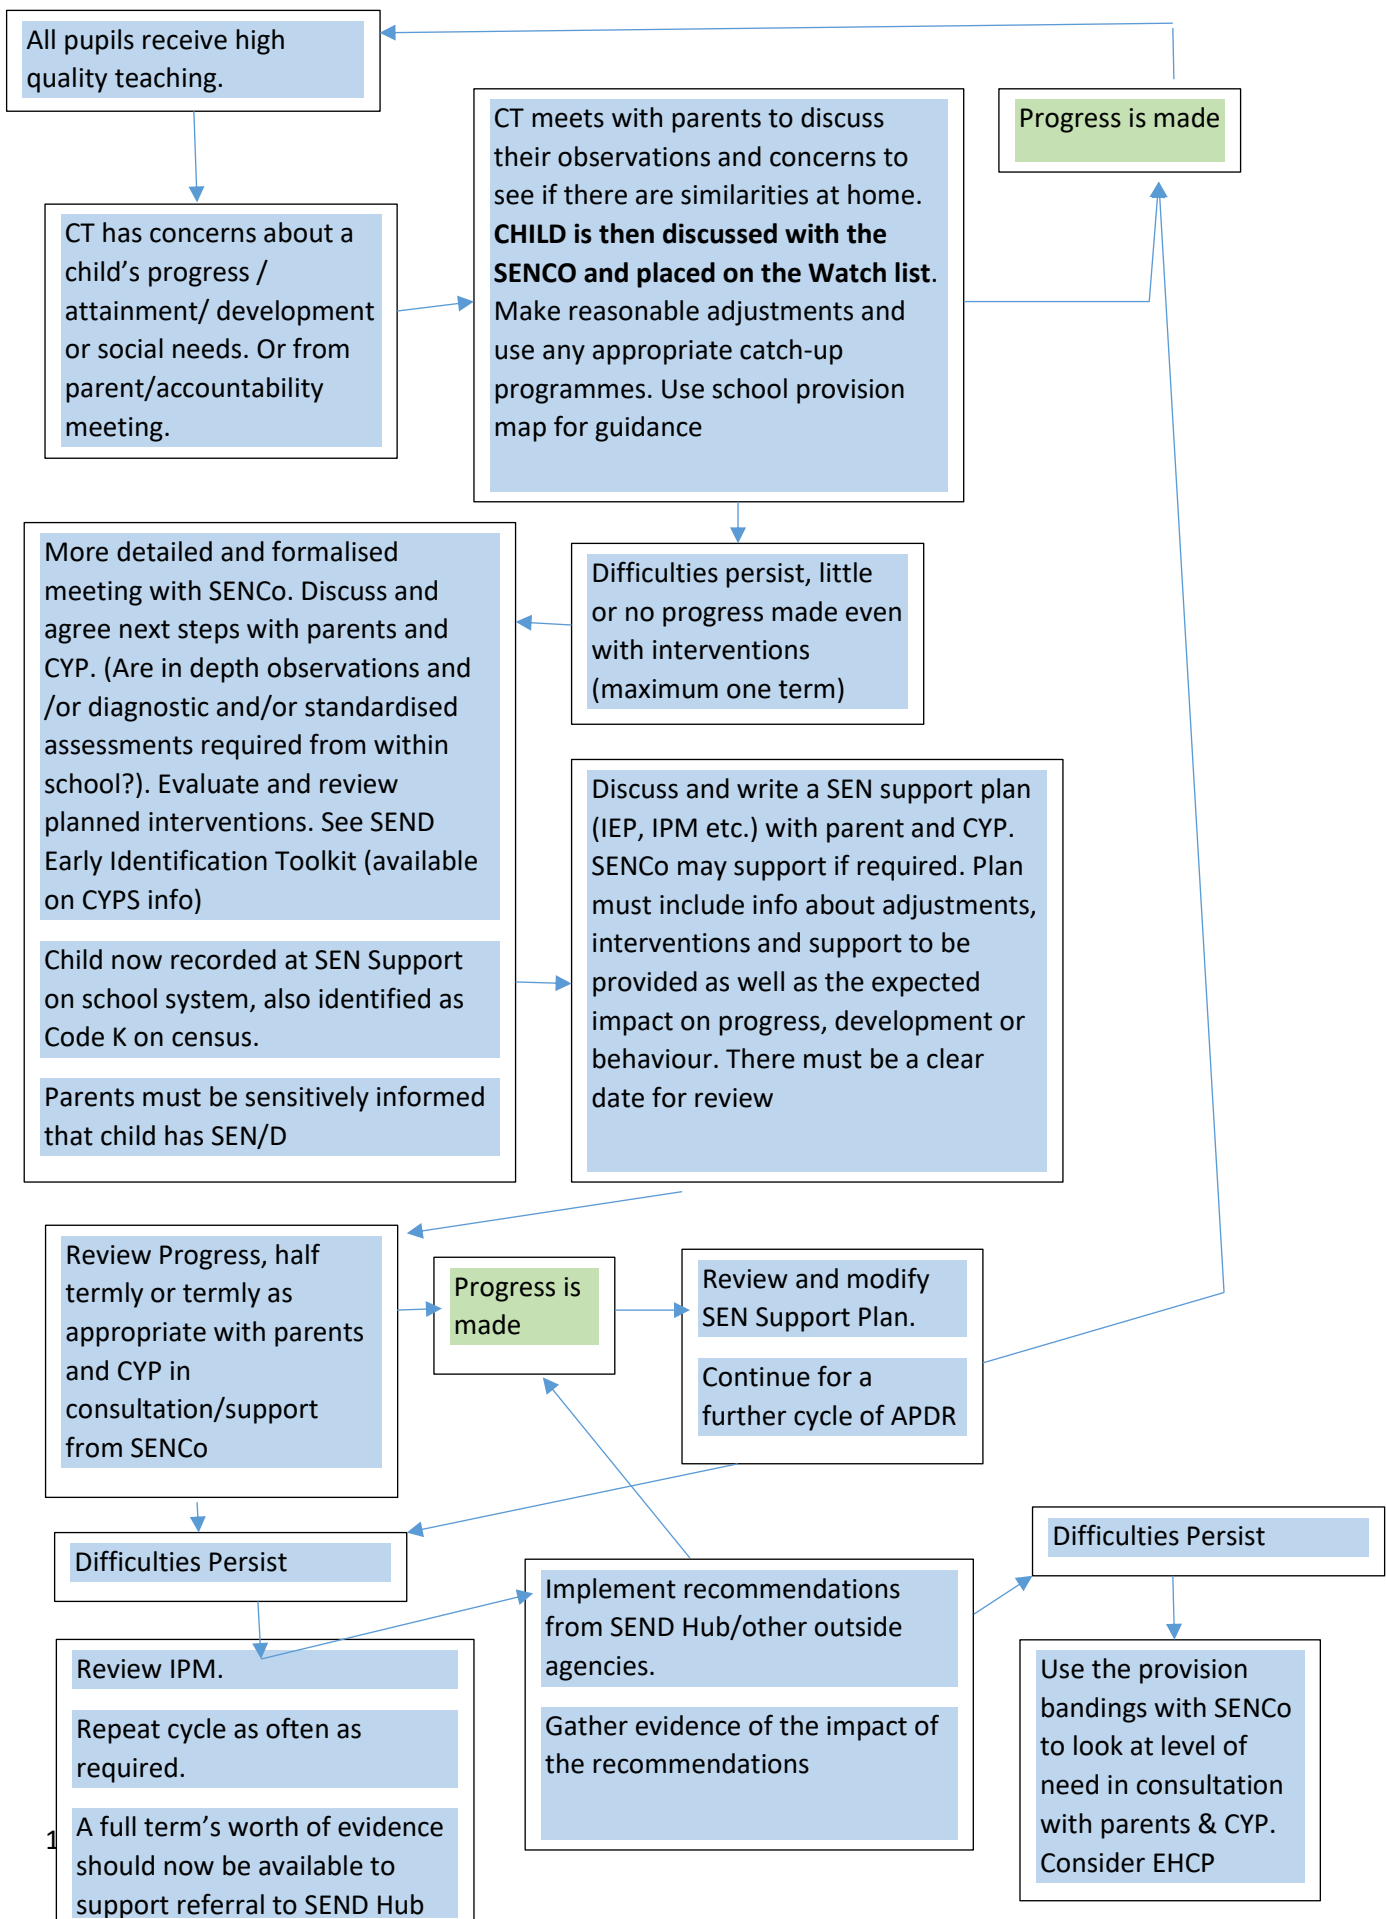 All pupils receive high
quality teaching.
Progress is made
CT meets with parents to discuss
their observations and concerns to
see if there are similarities at home.
CHILD is then discussed with the
SENCO and placed on the Watch list.
Make reasonable adjustments and
use any appropriate catch-up
programmes. Use school provision
map for guidance
CT has concerns about a
child’s progress /
attainment/ development
or social needs. Or from
parent/accountability
meeting.
More detailed and formalised
meeting with SENCo. Discuss and
agree next steps with parents and
CYP. (Are in depth observations and
/or diagnostic and/or standardised
assessments required from within
school?). Evaluate and review
planned interventions. See SEND
Early Identification Toolkit (available
on CYPS info)
Child now recorded at SEN Support
on school system, also identified as
Code K on census.
Parents must be sensitively informed
that child has SEN/D
Difficulties persist, little
or no progress made even
with interventions
(maximum one term)
Discuss and write a SEN support plan
(IEP, IPM etc.) with parent and CYP.
SENCo may support if required. Plan
must include info about adjustments,
interventions and support to be
provided as well as the expected
impact on progress, development or
behaviour. There must be a clear
date for review
Review Progress, half
termly or termly as
appropriate with parents
and CYP in
consultation/support
from SENCo
Progress is
made
Review and modify
SEN Support Plan.
Continue for a
further cycle of APDR
Difficulties Persist
Difficulties Persist
Implement recommendations
from SEND Hub/other outside
agencies.
Gather evidence of the impact of
the recommendations
Review IPM.
Repeat cycle as often as
required.
A full term’s worth of evidence
should now be available to
support referral to SEND Hub
Use the provision
bandings with SENCo
to look at level of
need in consultation
with parents & CYP.
Consider EHCP
1